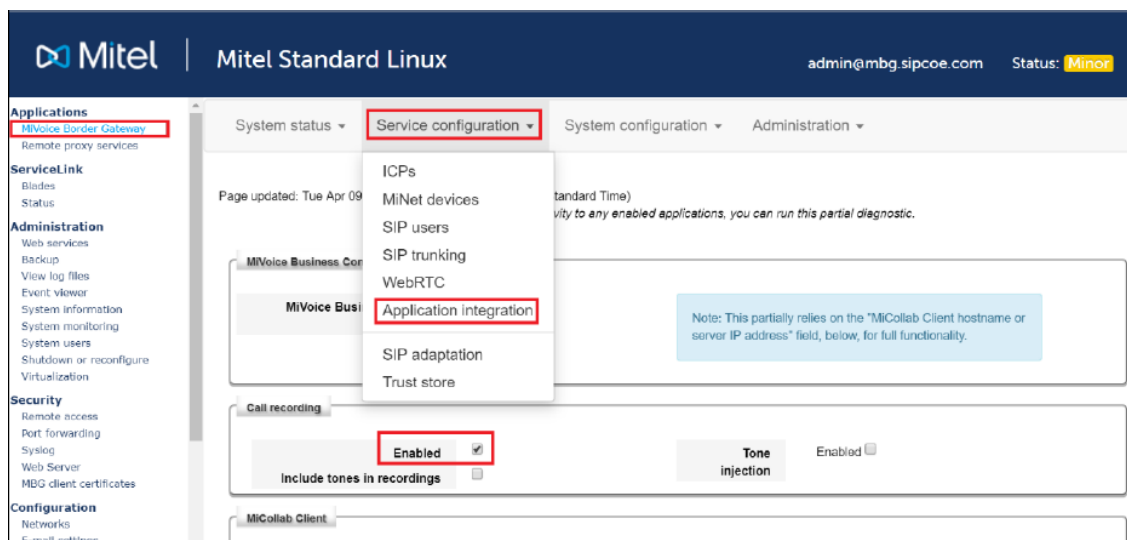 Mitel
Mitel Standard Linux
admin@mbg.sipcoe.com
Status: Minor
Applications
MiVoice Border Gateway
Remote proxy services
ServiceLink
Blades
Status
Administration
Web services
Backup
View log files
Event viewer
System information
System monitoring
System users
Shutdown or reconfigure
Virtualization
Security
Remote access
Port forwarding
Syslog
Web Server
MBG client certificates
Configuration
Networks
E-mail settings
System status
Service configuration
System configuration
Administration
ICPs
MiNet devices
SIP users
SIP trunking
WebRTC
Application integration
SIP adaptation
Trust store
Page updated: Tue Apr 09
tandard Time)
vity to any enabled applications, you can run this partial diagnostic.
MiVoice Business Con
MiVoice Busi
Note: This partially relies on the "MiCollab Client hostname or
server IP address" field, below, for full functionality.
Call recording
Enabled
Include tones in recordings
Tone
injection
Enabled
MiCollab Client